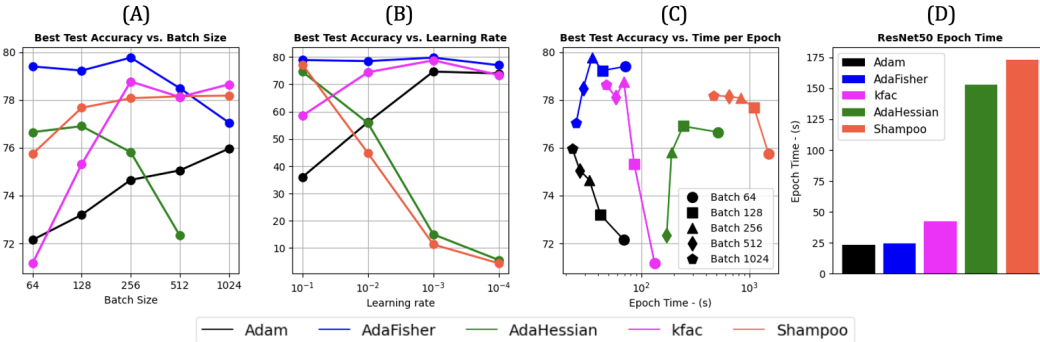 (A)
Best Test Accuracy vs. Batch Size
80
78
76
74
72
64 128 256 512 1024
Batch Size
(B)
Best Test Accuracy vs. Learning Rate
80
70
60
50
40
30
20
10
10⁻¹ 10⁻² 10⁻³ 10⁻⁴
Learning rate
(C)
Best Test Accuracy vs. Time per Epoch
80
78
76
74
72
Batch 64
Batch 128
Batch 256
Batch 512
Batch 1024
10² 10³
Epoch Time - (s)
(D)
ResNet50 Epoch Time
Epoch Time - (s)
175
150
125
100
75
50
25
0
Adam
AdaFisher
kfac
AdaHessian
Shampoo
Adam AdaFisher AdaHessian kfac Shampoo